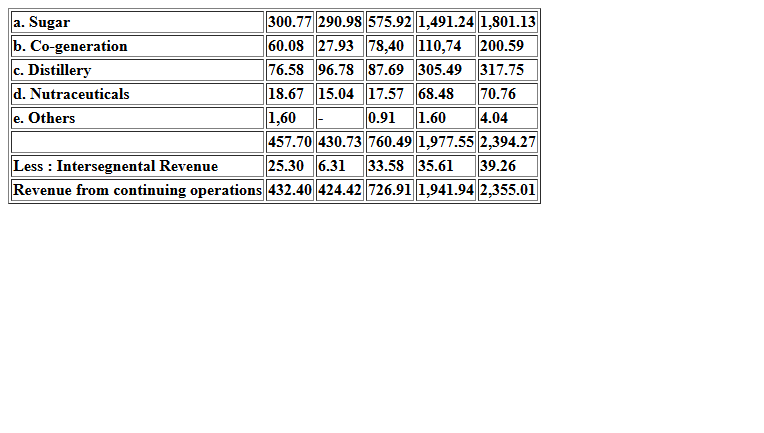 a. Sugar 300.77 290.98 575.92 1,491.24 1,801.13
b. Co-generation 60.08 27.93 78,40 110,74 200.59
c. Distillery 76.58 96.78 87.69 305.49 317.75
d. Nutraceuticals 18.67 15.04 17.57 68.48 70.76
e. Others 1,60 - 0.91 1.60 4.04
457.70 430.73 760.49 1,977.55 2,394.27
Less : Intersegnental Revenue 25.30 6.31 33.58 35.61 39.26
Revenue from continuing operations 432.40 424.42 726.91 1,941.94 2,355.01